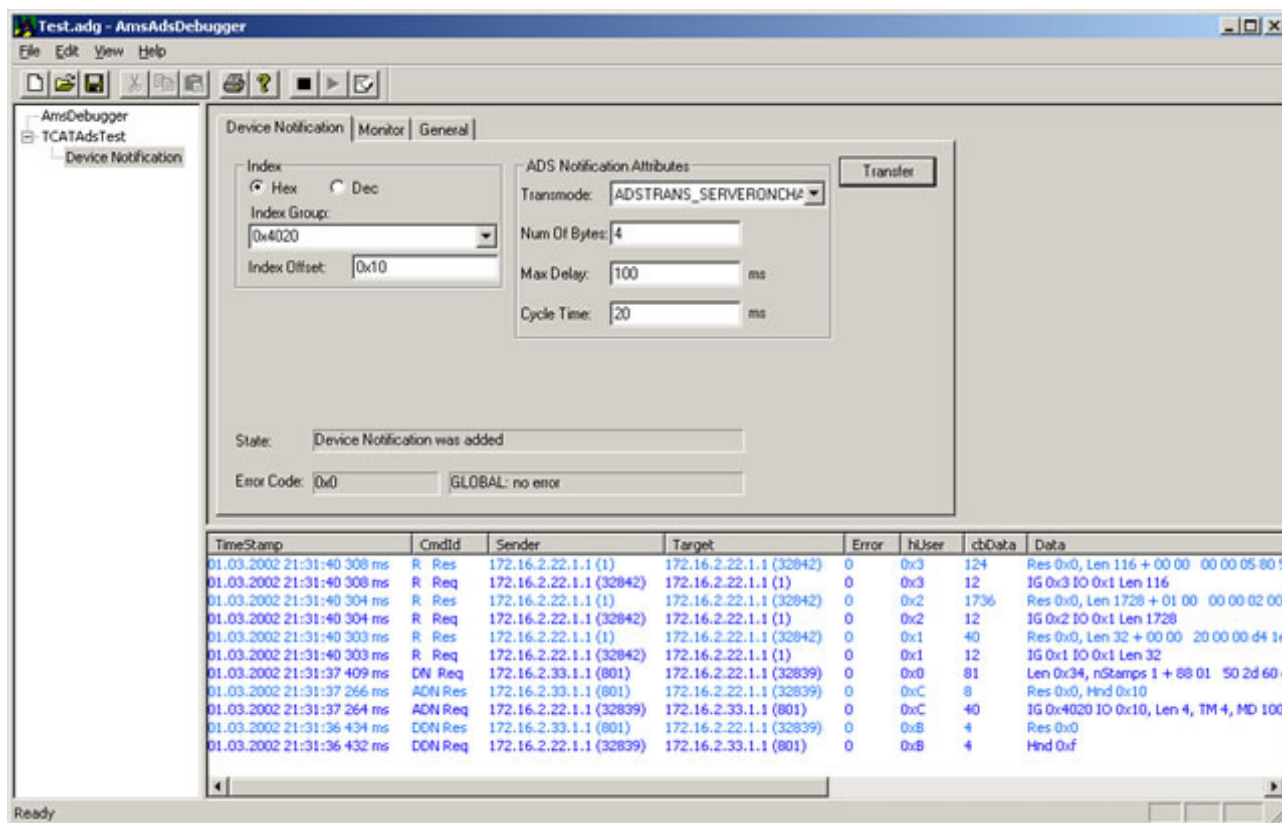 Test.adg - AmsAdsDebugger
File Edit View Help
AmsDebugger
TCATAdsTest
Device Notification
Device Notification Monitor General
Index
Hex Dec
Index Group:
0x4020
Index Offset: 0x10
ADS Notification Attributes
Transmode: ADSTRANS_SERVERONCHA
Num Of Bytes: 4
Max Delay: 100 ms
Cycle Time: 20 ms
Transfer
State: Device Notification was added
Error Code: 0x0 GLOBAL: no error
TimeStamp CmdId Sender Target Error hUser cbData Data
01.03.2002 21:31:40 308 ms R Res 172.16.2.22.1.1 (1) 172.16.2.22.1.1 (32842) 0 0x3 124 Res 0x0, Len 116 + 00 00 00 00 05 80
01.03.2002 21:31:40 308 ms R Req 172.16.2.22.1.1 (32842) 172.16.2.22.1.1 (1) 0 0x3 12 IG 0x3 IO 0x1 Len 116
01.03.2002 21:31:40 304 ms R Res 172.16.2.22.1.1 (1) 172.16.2.22.1.1 (32842) 0 0x2 1736 Res 0x0, Len 1728 + 01 00 00 00 02 00
01.03.2002 21:31:40 304 ms R Req 172.16.2.22.1.1 (32842) 172.16.2.22.1.1 (1) 0 0x2 12 IG 0x2 IO 0x1 Len 1728
01.03.2002 21:31:40 303 ms R Res 172.16.2.22.1.1 (1) 172.16.2.22.1.1 (32842) 0 0x1 40 Res 0x0, Len 32 + 00 00 20 00 00 d4 1e
01.03.2002 21:31:40 303 ms R Req 172.16.2.22.1.1 (32842) 172.16.2.22.1.1 (1) 0 0x1 12 IG 0x1 IO 0x1 Len 32
01.03.2002 21:31:37 409 ms DN Req 172.16.2.33.1.1 (801) 172.16.2.22.1.1 (32839) 0 0x0 81 Len 0x34, nStamps 1 + 88 01 50 2d 60
01.03.2002 21:31:37 266 ms ADN Res 172.16.2.33.1.1 (801) 172.16.2.22.1.1 (32839) 0 0xC 8 Res 0x0, Hnd 0x10
01.03.2002 21:31:37 264 ms ADN Req 172.16.2.22.1.1 (32839) 172.16.2.33.1.1 (801) 0 0xC 40 IG 0x4020 IO 0x10, Len 4, TM 4, MD 100
01.03.2002 21:31:36 434 ms DDN Res 172.16.2.33.1.1 (801) 172.16.2.22.1.1 (32839) 0 0xB 4 Res 0x0
01.03.2002 21:31:36 432 ms DDN Req 172.16.2.22.1.1 (32839) 172.16.2.33.1.1 (801) 0 0xB 4 Hnd 0xf
Ready